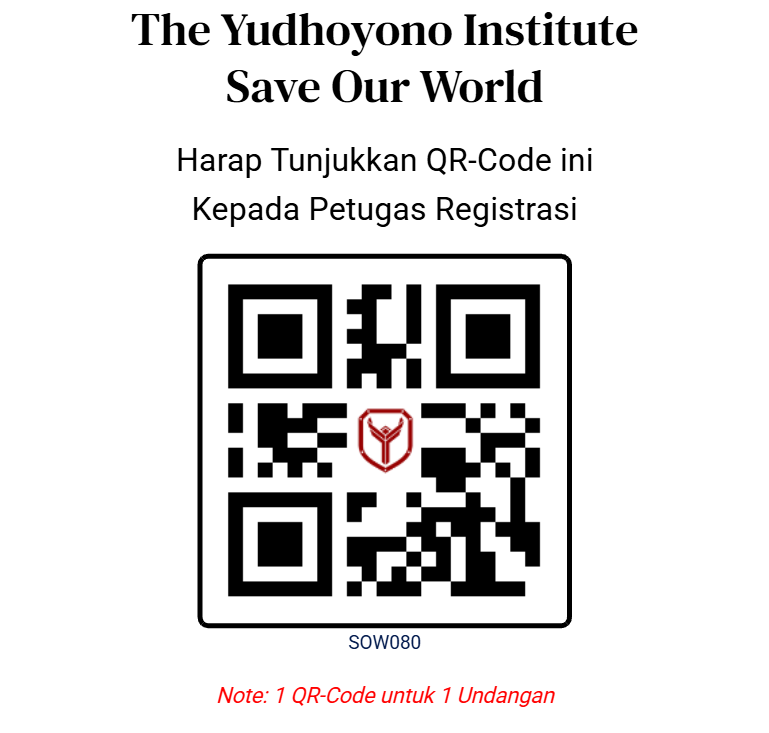 The Yudhoyono Institute
Save Our World
Harap Tunjukkan QR-Code ini
Kepada Petugas Registrasi
SOW080
Note: 1 QR-Code untuk 1 Undangan